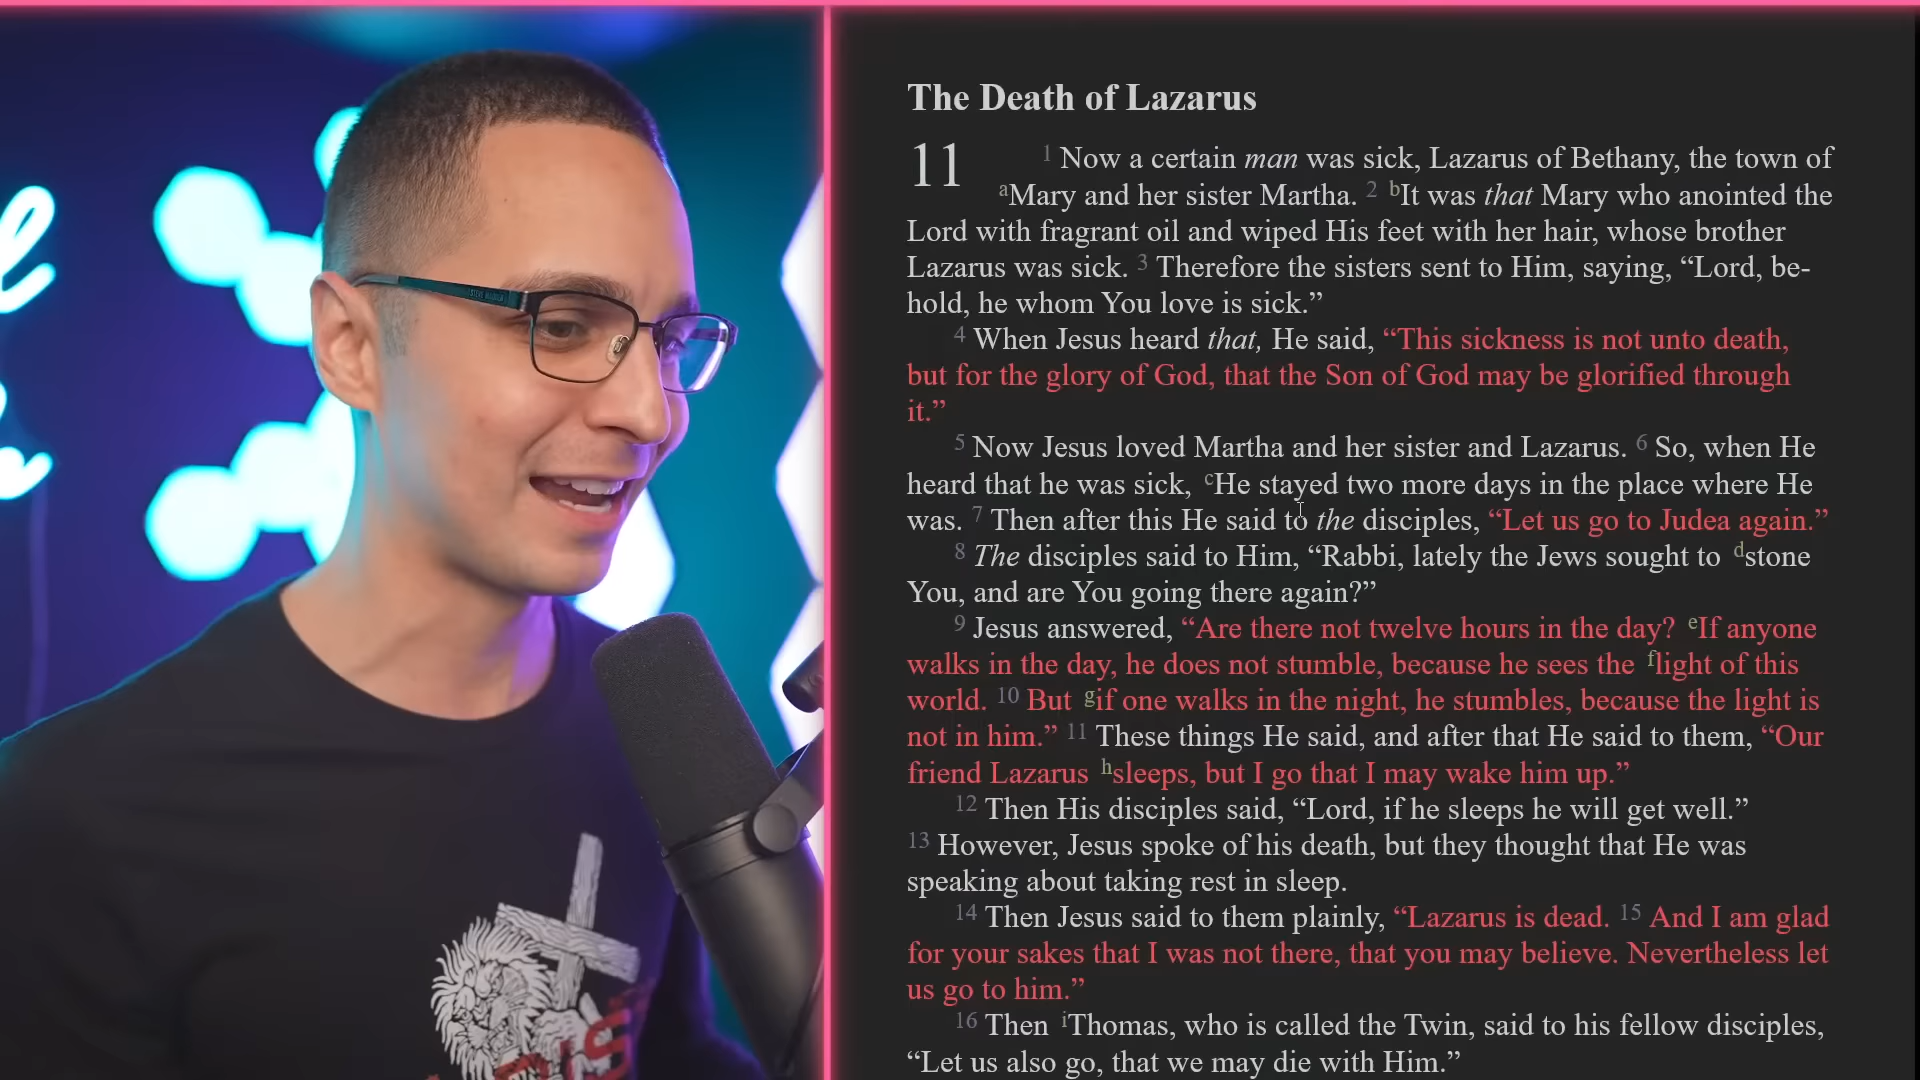 The Death of Lazarus
11 1 Now a certain man was sick, Lazarus of Bethany, the town of
aMary and her sister Martha. 2 bIt was that Mary who anointed the
Lord with fragrant oil and wiped His feet with her hair, whose brother
Lazarus was sick. 3 Therefore the sisters sent to Him, saying, “Lord, be-
hold, he whom You love is sick.”
4 When Jesus heard that, He said, “This sickness is not unto death,
but for the glory of God, that the Son of God may be glorified through
it.”
5 Now Jesus loved Martha and her sister and Lazarus. 6 So, when He
heard that he was sick, cHe stayed two more days in the place where He
was. 7 Then after this He said to the disciples, “Let us go to Judea again.”
8 The disciples said to Him, “Rabbi, lately the Jews sought to dstone
You, and are You going there again?”
9 Jesus answered, “Are there not twelve hours in the day? eIf anyone
walks in the day, he does not stumble, because he sees the flight of this
world. 10 But gif one walks in the night, he stumbles, because the light is
not in him.” 11 These things He said, and after that He said to them, “Our
friend Lazarus hsleeps, but I go that I may wake him up.”
12 Then His disciples said, “Lord, if he sleeps he will get well.”
13 However, Jesus spoke of his death, but they thought that He was
speaking about taking rest in sleep.
14 Then Jesus said to them plainly, “Lazarus is dead. 15 And I am glad
for your sakes that I was not there, that you may believe. Nevertheless let
us go to him.”
16 Then iThomas, who is called the Twin, said to his fellow disciples,
“Let us also go, that we may die with Him.”